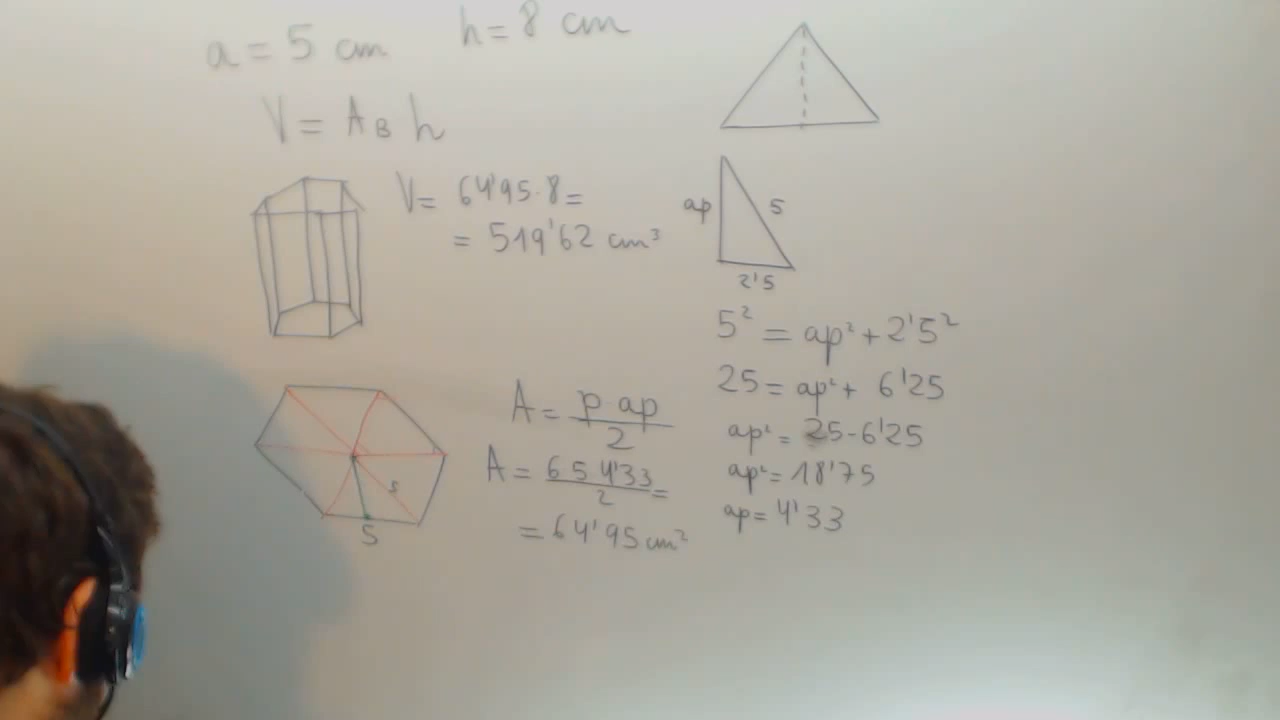 a = 5 cm h = 8 cm
V = AB h
V = 64'95·8 =
= 519'62 cm³
ap 5
2'5
5² = ap² + 2'5²
25 = ap² + 6'25
ap² = 25-6'25
ap² = 18'75
ap = 4'33
5
5
A = p·ap / 2
A = 6 5 4'33 / 2 =
= 64'95 cm²